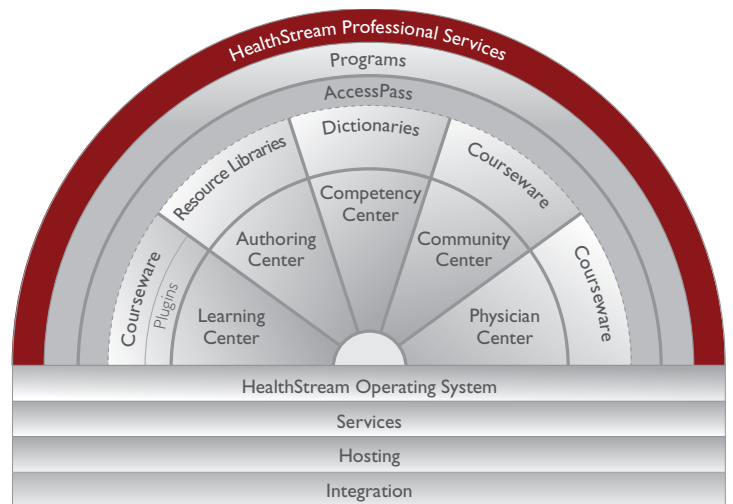 HealthStream Professional Services
Programs
AccessPass
Dictionaries
Resource Libraries
Courseware
Competency
Center
Authoring
Center
Community
Center
Courseware
Plugins
Learning
Center
Physician
Center
Courseware
HealthStream Operating System
Services
Hosting
Integration